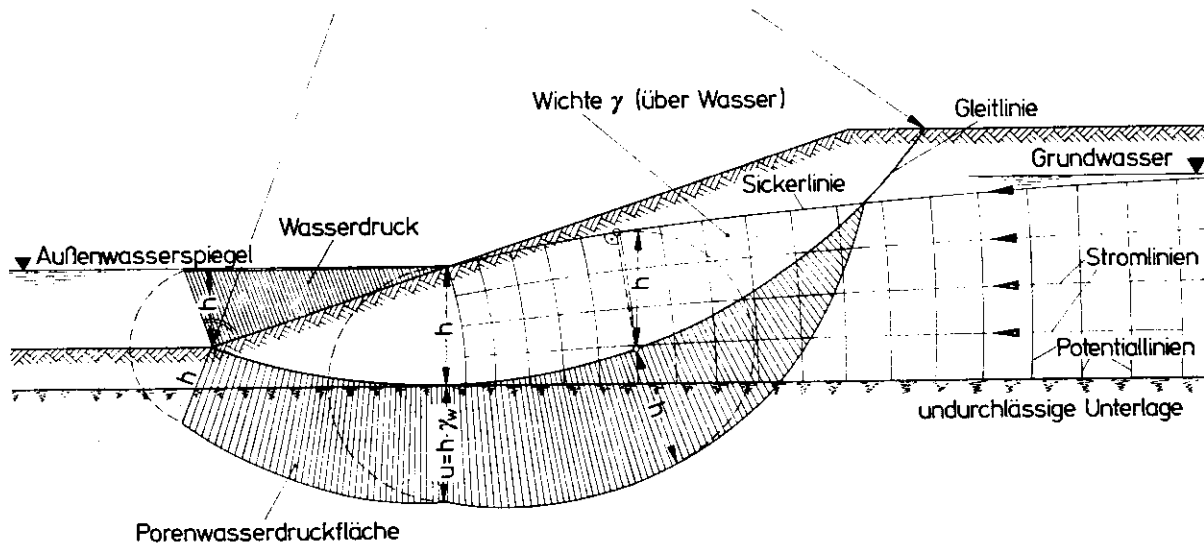 Wichte γ (über Wasser)
Gleitlinie
Grundwasser
Sickerlinie
Wasserdruck
Außenwasserspiegel
Stromlinien
h
h
h
h
Potentiallinien
undurchlässige Unterlage
u
u=h·γw
Porenwasserdruckfläche